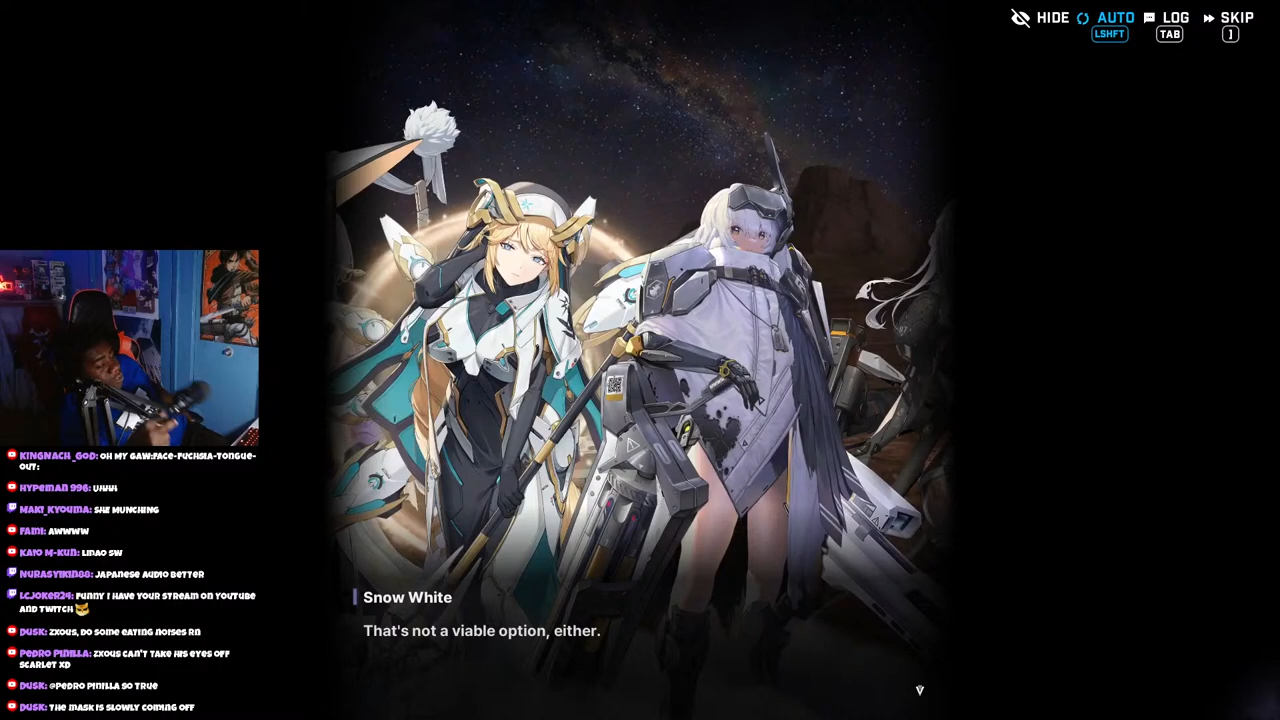 HIDE AUTO LOG SKIP
LSHFT TAB ]
KINGNACH_GOD: OH MY GAW:FACE-FUCHSIA-TONGUE-
OUT:
HYPEMAN 996: UHHH
MAKI_KYOUMA: SHE MUNCHING
FAMI: AWWWW
KAIO M-KUN: LMAO SW
NURASYIKIN88: JAPANESE AUDIO BETTER
LCJOKER24: FUNNY I HAVE YOUR STREAM ON YOUTUBE
AND TWITCH
DUSK: ZXOUS, DO SOME EATING NOISES RN
PEDRO PINILLA: ZXOUS CAN'T TAKE HIS EYES OFF
SCARLET XD
DUSK: @PEDRO PINILLA SO TRUE
DUSK: THE MASK IS SLOWLY COMING OFF
Snow White
That's not a viable option, either.